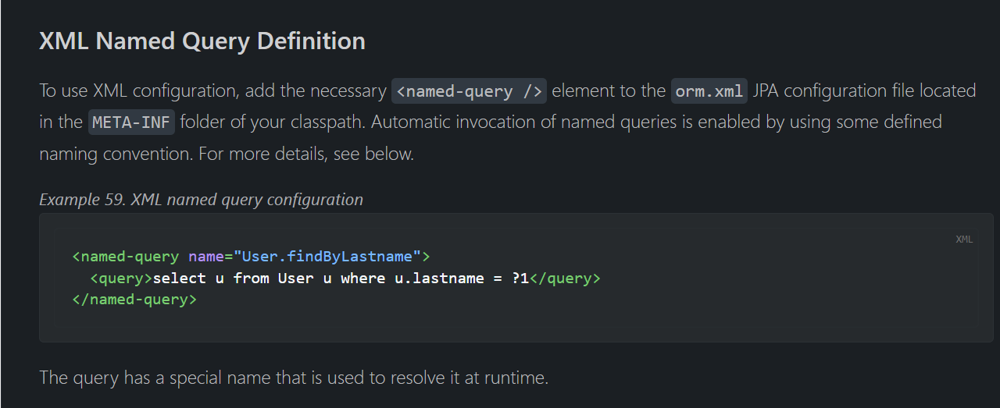 XML Named Query Definition
To use XML configuration, add the necessary <named-query /> element to the orm.xml JPA configuration file located
in the META-INF folder of your classpath. Automatic invocation of named queries is enabled by using some defined
naming convention. For more details, see below.
Example 59. XML named query configuration
XML
<named-query name="User.findByLastname">
  <query>select u from User u where u.lastname = ?1</query>
</named-query>
The query has a special name that is used to resolve it at runtime.